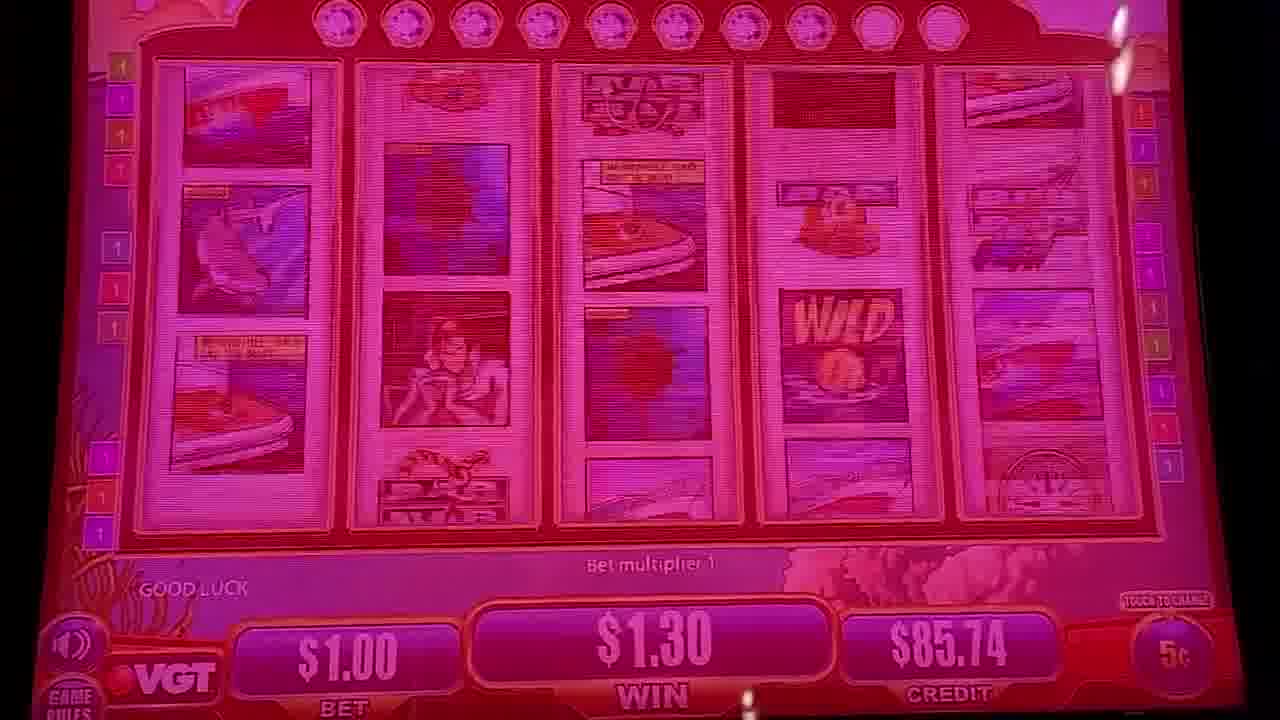 WILD
Bet multiplier 1
GOOD LUCK
TOUCH TO CHANGE
VGT
$1.00
$1.30
$85.74
5¢
GAME
RULES
BET
WIN
CREDIT